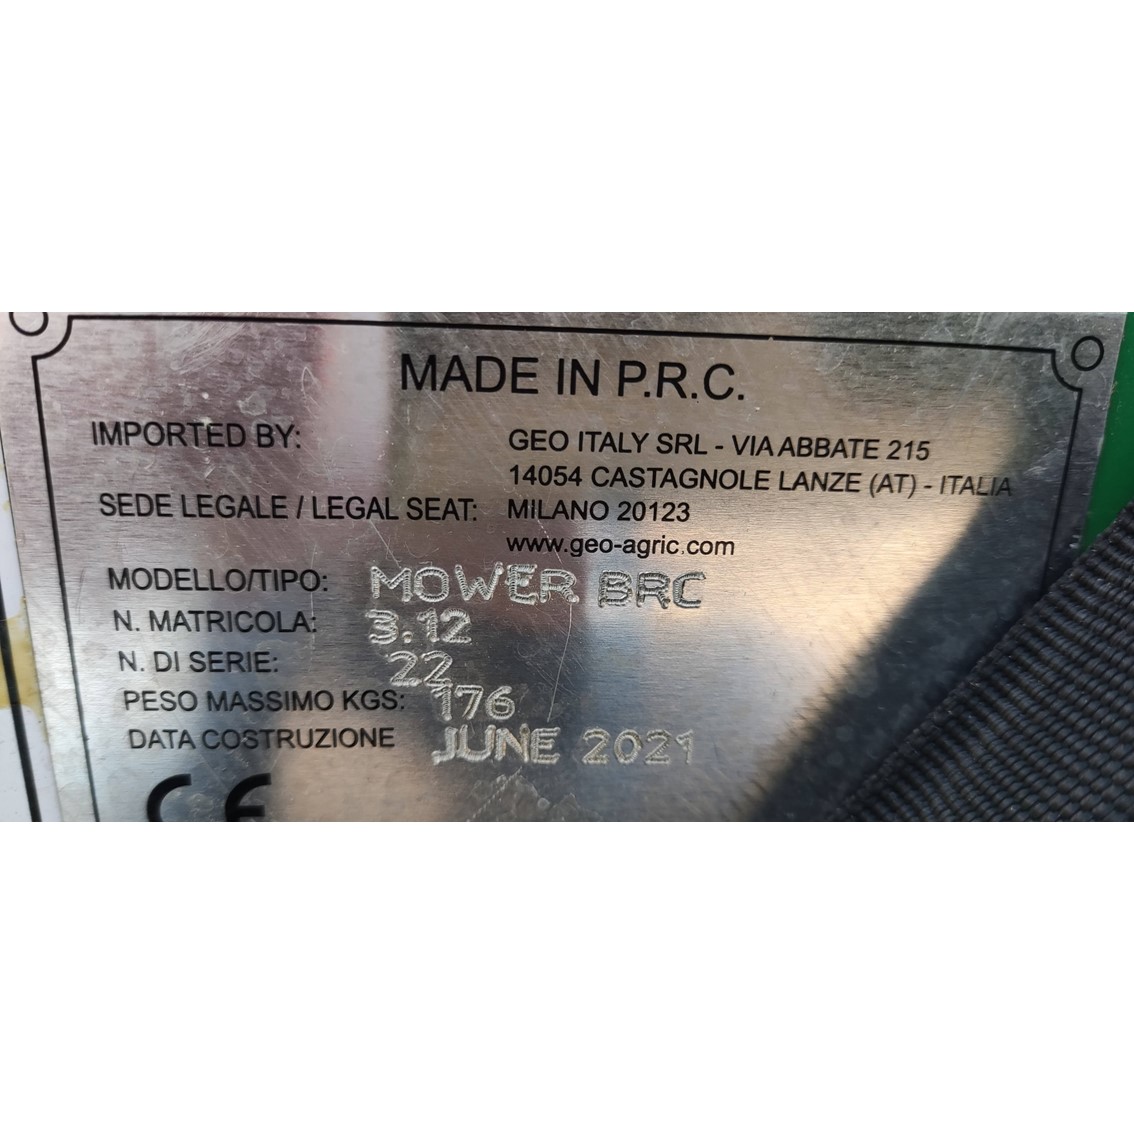 MADE IN P.R.C.
IMPORTED BY: GEO ITALY SRL - VIA ABBATE 215
14054 CASTAGNOLE LANZE (AT) - ITALIA
SEDE LEGALE / LEGAL SEAT: MILANO 20123
www.geo-agric.com
MODELLO/TIPO: MOWER BRC
N. MATRICOLA: 3.12
N. DI SERIE: 22
PESO MASSIMO KGS: 176
DATA COSTRUZIONE JUNE 2021
CE